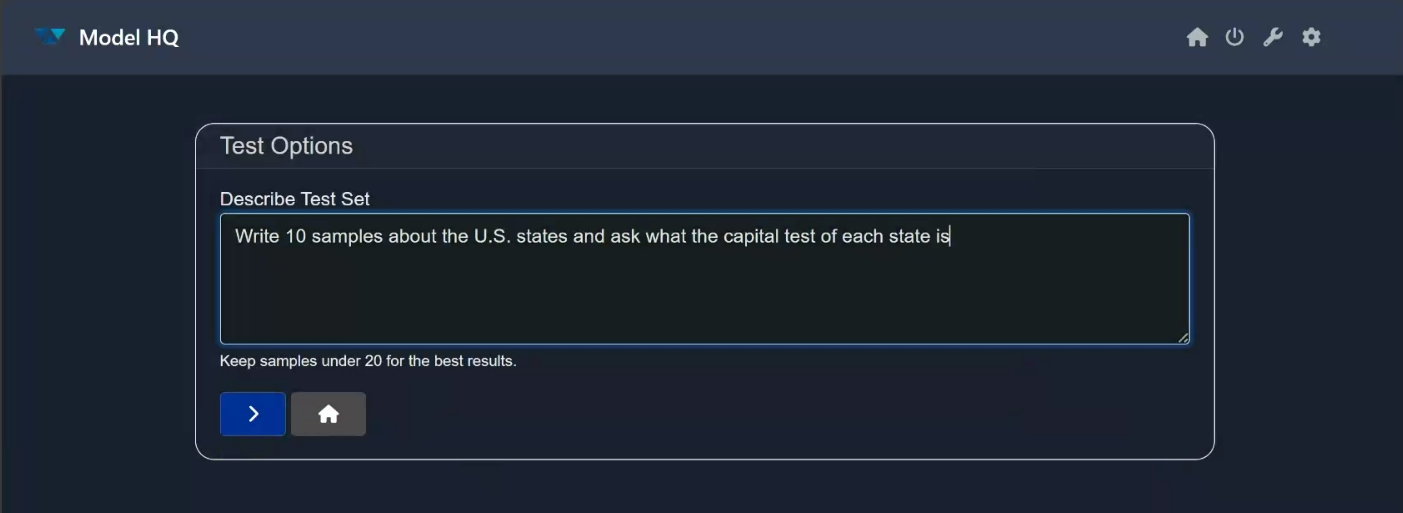 Model HQ
Test Options
Describe Test Set
Write 10 samples about the U.S. states and ask what the capital test of each state is
Keep samples under 20 for the best results.